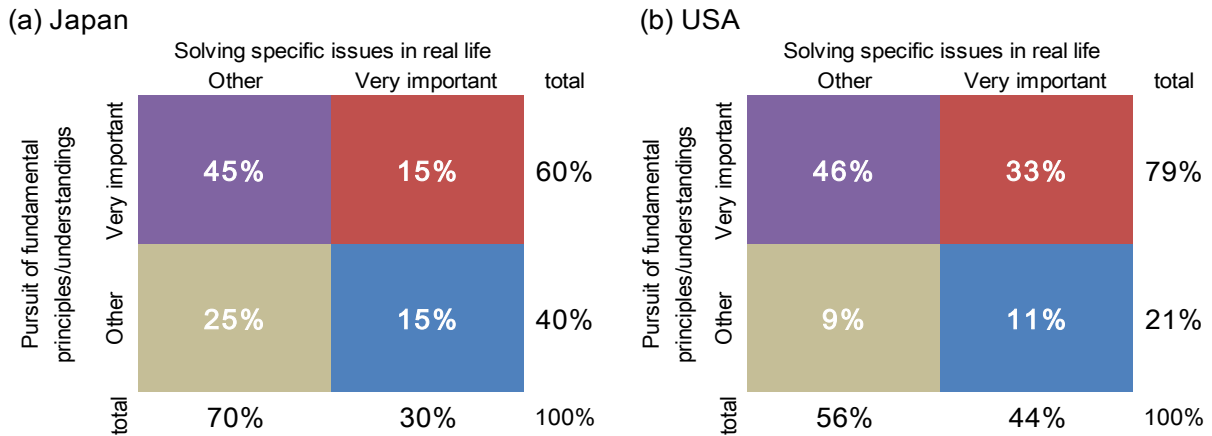 (a) Japan
Solving specific issues in real life
Other Very important total
Pursuit of fundamental
principles/understandings
Very important
45% 15% 60%
Other
25% 15% 40%
total
70% 30% 100%
(b) USA
Solving specific issues in real life
Other Very important total
Pursuit of fundamental
principles/understandings
Very important
46% 33% 79%
Other
9% 11% 21%
total
56% 44% 100%